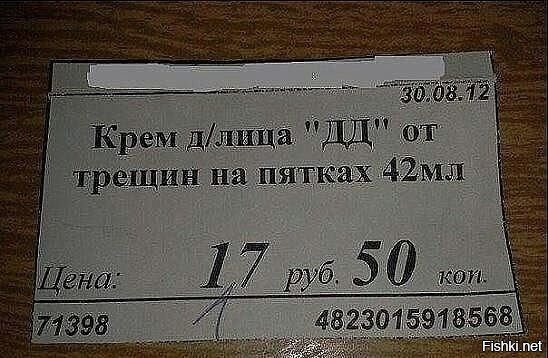 30.08.12
Крем д/лица "ДД" от
трещин на пятках 42мл
Цена: 17 руб. 50 коп.
1
71398 4823015918568
Fishki.net